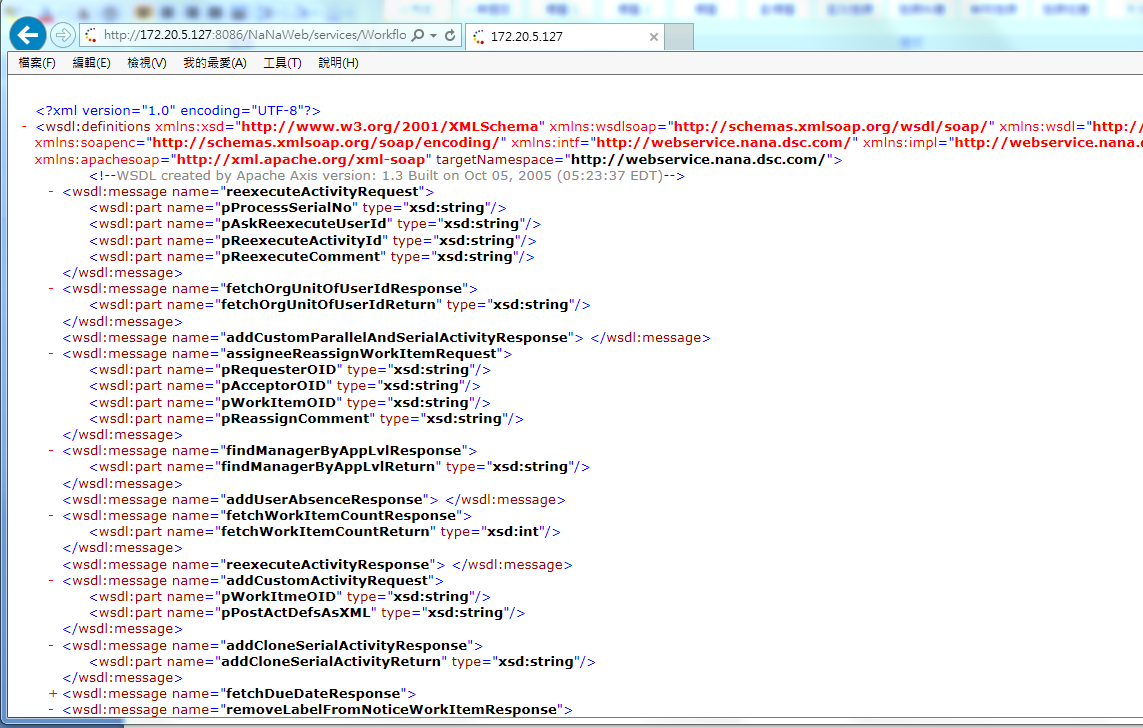 http://172.20.5.127:8086/NaNaWeb/services/Workflo
172.20.5.127
檔案(F) 編輯(E) 檢視(V) 我的最愛(A) 工具(T) 說明(H)
<?xml version="1.0" encoding="UTF-8"?>
- <wsdl:definitions xmlns:xsd="http://www.w3.org/2001/XMLSchema" xmlns:wsdlsoap="http://schemas.xmlsoap.org/wsdl/soap/" xmlns:wsdl="http://
xmlns:soapenc="http://schemas.xmlsoap.org/soap/encoding/" xmlns:intf="http://webservice.nana.dsc.com/" xmlns:impl="http://webservice.nana.
xmlns:apachesoap="http://xml.apache.org/xml-soap" targetNamespace="http://webservice.nana.dsc.com/">
<!--WSDL created by Apache Axis version: 1.3 Built on Oct 05, 2005 (05:23:37 EDT)-->
- <wsdl:message name="reexecuteActivityRequest">
<wsdl:part name="pProcessSerialNo" type="xsd:string"/>
<wsdl:part name="pAskReexecuteUserId" type="xsd:string"/>
<wsdl:part name="pReexecuteActivityId" type="xsd:string"/>
<wsdl:part name="pReexecuteComment" type="xsd:string"/>
</wsdl:message>
- <wsdl:message name="fetchOrgUnitOfUserIdResponse">
<wsdl:part name="fetchOrgUnitOfUserIdReturn" type="xsd:string"/>
</wsdl:message>
<wsdl:message name="addCustomParallelAndSerialActivityResponse"> </wsdl:message>
- <wsdl:message name="assigneeReassignWorkItemRequest">
<wsdl:part name="pRequesterOID" type="xsd:string"/>
<wsdl:part name="pAcceptorOID" type="xsd:string"/>
<wsdl:part name="pWorkItemOID" type="xsd:string"/>
<wsdl:part name="pReassignComment" type="xsd:string"/>
</wsdl:message>
- <wsdl:message name="findManagerByAppLvlResponse">
<wsdl:part name="findManagerByAppLvlReturn" type="xsd:string"/>
</wsdl:message>
<wsdl:message name="addUserAbsenceResponse"> </wsdl:message>
- <wsdl:message name="fetchWorkItemCountResponse">
<wsdl:part name="fetchWorkItemCountReturn" type="xsd:int"/>
</wsdl:message>
<wsdl:message name="reexecuteActivityResponse"> </wsdl:message>
- <wsdl:message name="addCustomActivityRequest">
<wsdl:part name="pWorkItmeOID" type="xsd:string"/>
<wsdl:part name="pPostActDefsAsXML" type="xsd:string"/>
</wsdl:message>
- <wsdl:message name="addCloneSerialActivityResponse">
<wsdl:part name="addCloneSerialActivityReturn" type="xsd:string"/>
</wsdl:message>
+ <wsdl:message name="fetchDueDateResponse">
- <wsdl:message name="removeLabelFromNoticeWorkItemResponse">